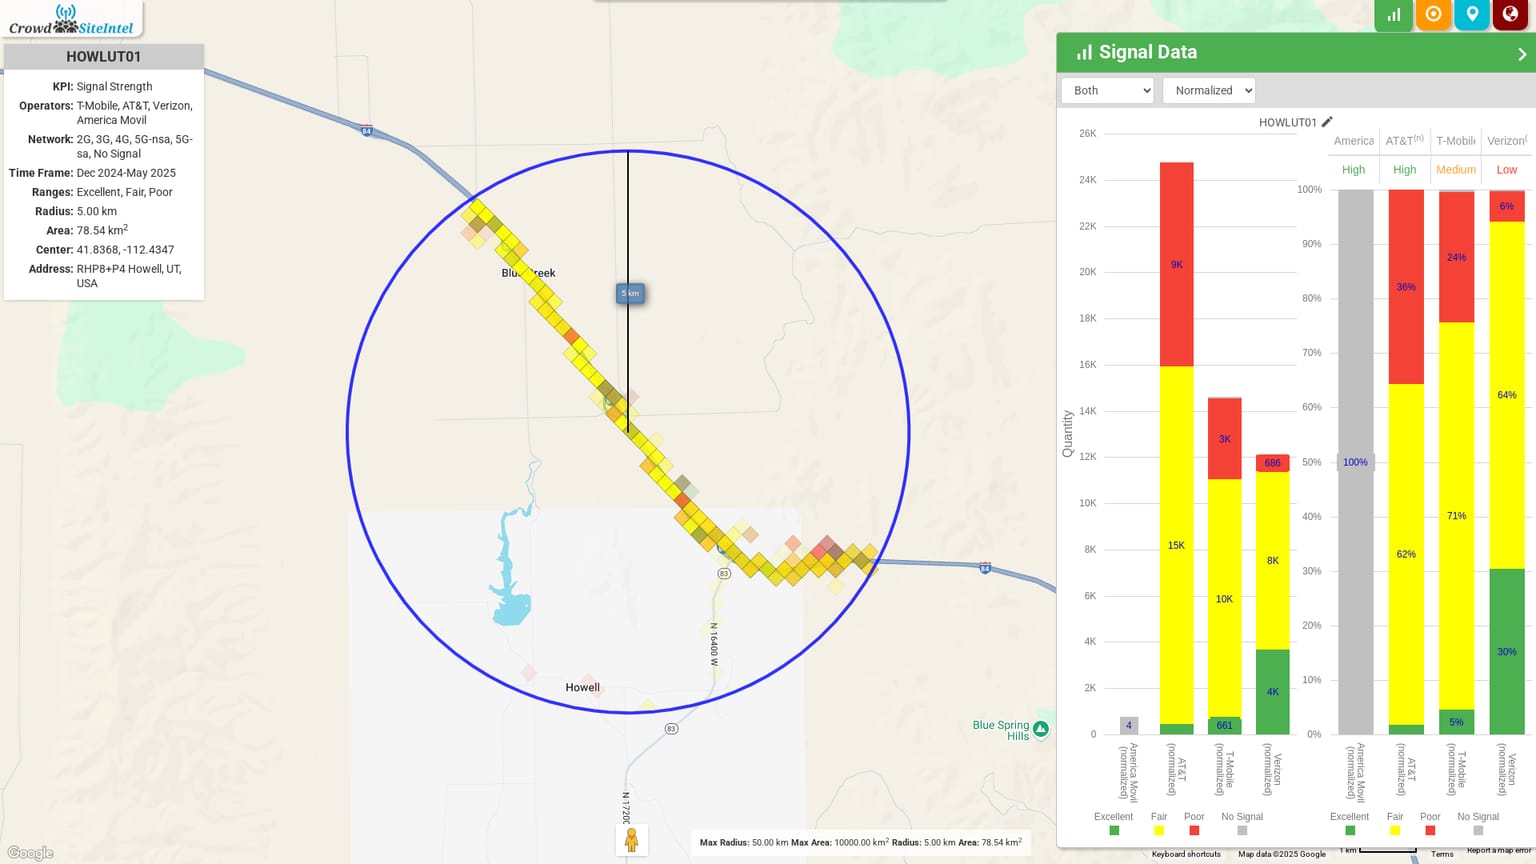 CrowdSiteIntel
HOWLUT01
KPI: Signal Strength
Operators: T-Mobile, AT&T, Verizon,
America Movil
Network: 2G, 3G, 4G, 5G-nsa, 5G-
sa, No Signal
Time Frame: Dec 2024-May 2025
Ranges: Excellent, Fair, Poor
Radius: 5.00 km
Area: 78.54 km2
Center: 41.8368, -112.4347
Address: RHP8+P4 Howell, UT,
USA
84
Blue Creek
5 km
84
83
N 16400 W
Howell
83
Blue Spring
Hills
N 1720
Google
Max Radius: 50.00 km Max Area: 10000.00 km2 Radius: 5.00 km Area: 78.54 km2
Signal Data
Both
Normalized
HOWLUT01
26K
24K
22K
20K
18K
16K
14K
12K
10K
8K
6K
4K
2K
0
Quantity
4
9K
15K
3K
10K
661
686
8K
4K
America Movil
(normalized)
AT&T
(normalized)
T-Mobile
(normalized)
Verizon
(normalized)
Excellent
Fair
Poor
No Signal
America
AT&T(n)
T-Mobil
Verizon(
High
High
Medium
Low
100%
90%
80%
70%
60%
50%
40%
30%
20%
10%
0%
100%
36%
62%
24%
71%
5%
6%
64%
30%
America Movil
(normalized)
AT&T
(normalized)
T-Mobile
(normalized)
Verizon
(normalized)
Excellent
Fair
Poor
No Signal
Keyboard shortcuts
Map data ©2025 Google
1 km
Terms
Report a map error